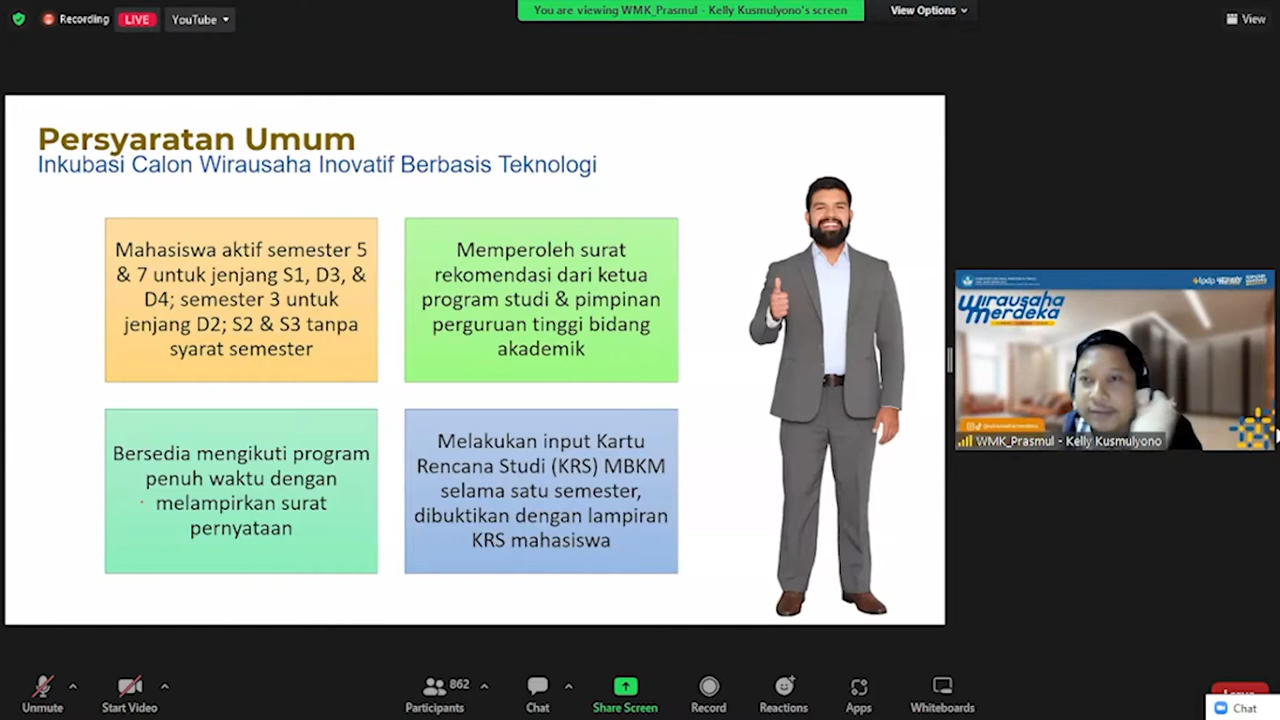 Recording
LIVE
YouTube
You are viewing WMK_Prasmul - Kelly Kusmulyono's screen
View Options
View
Persyaratan Umum
Inkubasi Calon Wirausaha Inovatif Berbasis Teknologi
Mahasiswa aktif semester 5
& 7 untuk jenjang S1, D3, &
D4; semester 3 untuk
jenjang D2; S2 & S3 tanpa
syarat semester
Memperoleh surat
rekomendasi dari ketua
program studi & pimpinan
perguruan tinggi bidang
akademik
Bersedia mengikuti program
penuh waktu dengan
melampirkan surat
pernyataan
Melakukan input Kartu
Rencana Studi (KRS) MBKM
selama satu semester,
dibuktikan dengan lampiran
KRS mahasiswa
lpdp
Wirausaha
Merdeka
WMK_Prasmul - Kelly Kusmulyono
Unmute
Start Video
862
Participants
Chat
Share Screen
Record
Reactions
Apps
Whiteboards
Chat